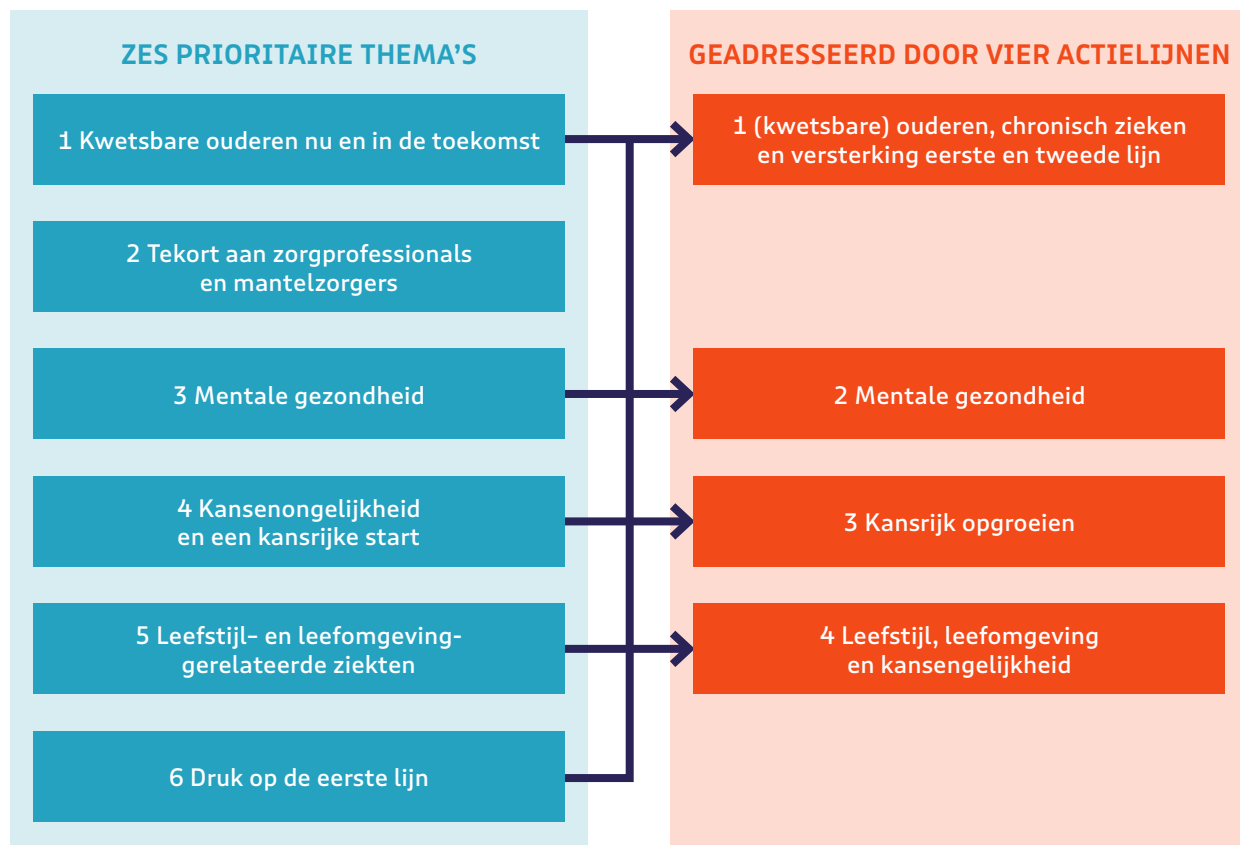 ZES PRIORITAIRE THEMA'S
1 Kwetsbare ouderen nu en in de toekomst
2 Tekort aan zorgprofessionals
en mantelzorgers
3 Mentale gezondheid
4 Kansenongelijkheid
en een kansrijke start
5 Leefstijl- en leefomgeving-
gerelateerde ziekten
6 Druk op de eerste lijn
GEADRESSEERD DOOR VIER ACTIELIJNEN
1 (kwetsbare) ouderen, chronisch zieken
en versterking eerste en tweede lijn
2 Mentale gezondheid
3 Kansrijk opgroeien
4 Leefstijl, leefomgeving
en kansengelijkheid